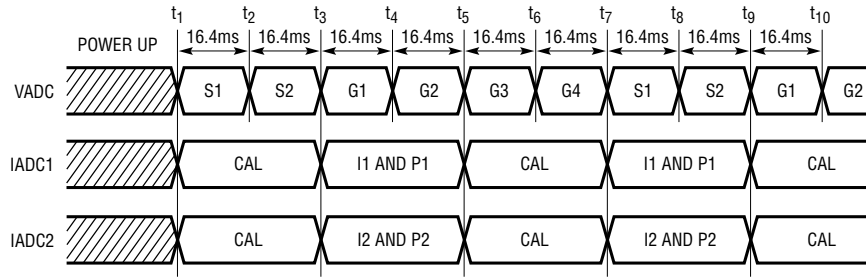 t1 t2 t3 t4 t5 t6 t7 t8 t9 t10
POWER UP 16.4ms 16.4ms 16.4ms 16.4ms 16.4ms 16.4ms 16.4ms 16.4ms 16.4ms
VADC S1 S2 G1 G2 G3 G4 S1 S2 G1 G2
IADC1 CAL I1 AND P1 CAL I1 AND P1 CAL
IADC2 CAL I2 AND P2 CAL I2 AND P2 CAL